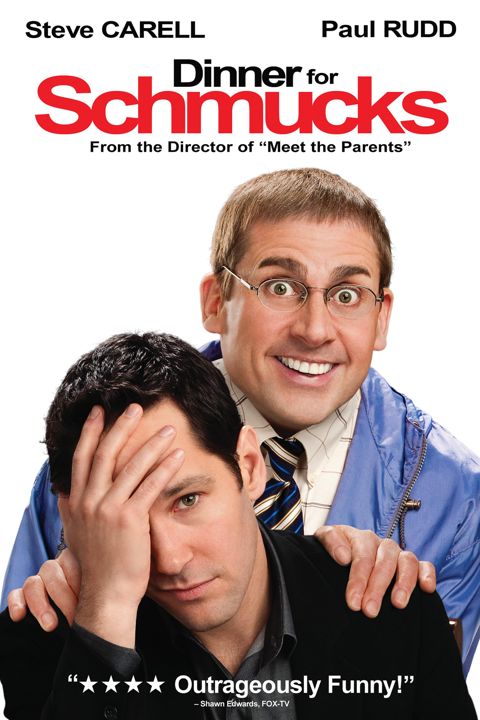 Steve CARELL Paul RUDD
Dinner for
Schmucks
From the Director of “Meet the Parents”
“★★★★ Outrageously Funny!”
– Shawn Edwards, FOX-TV